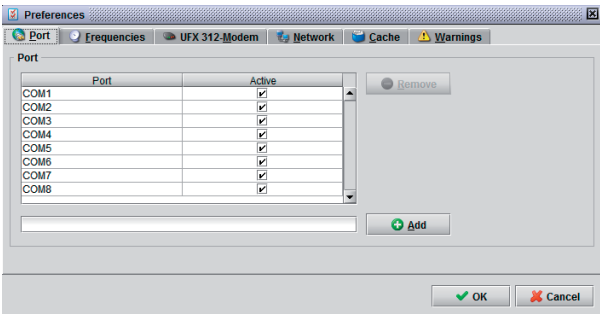 Preferences
Port Frequencies UFX 312-Modem Network Cache Warnings
Port
Port Active
COM1
COM2
COM3
COM4
COM5
COM6
COM7
COM8
Remove
Add
OK Cancel